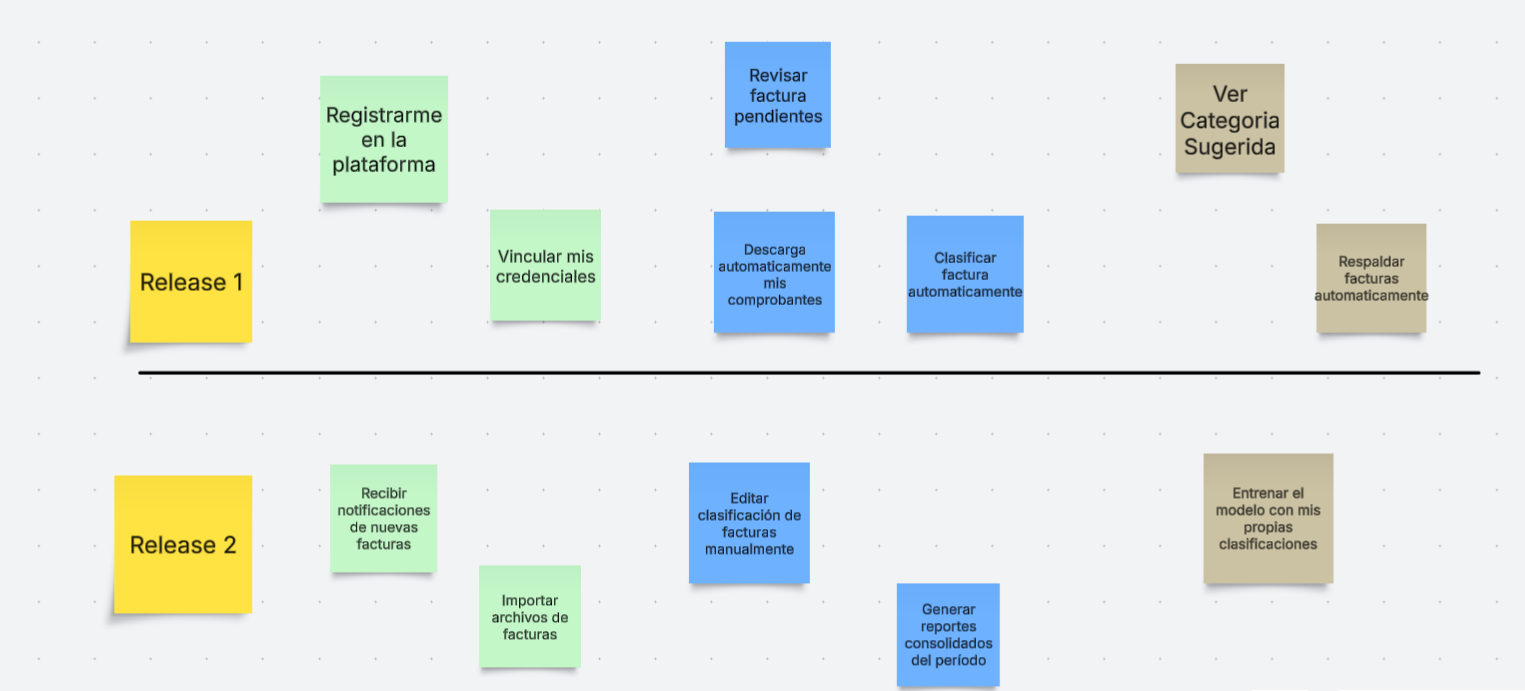 Registrarme
en la
plataforma
Revisar
factura
pendientes
Ver
Categoria
Sugerida
Release 1
Vincular mis
credenciales
Descarga
automaticamente
mis
comprobantes
Clasificar
factura
automaticamente
Respaldar
facturas
automaticamente
Release 2
Recibir
notificaciones
de nuevas
facturas
Importar
archivos de
facturas
Editar
clasificación de
facturas
manualmente
Generar
reportes
consolidados
del período
Entrenar el
modelo con mis
propias
clasificaciones